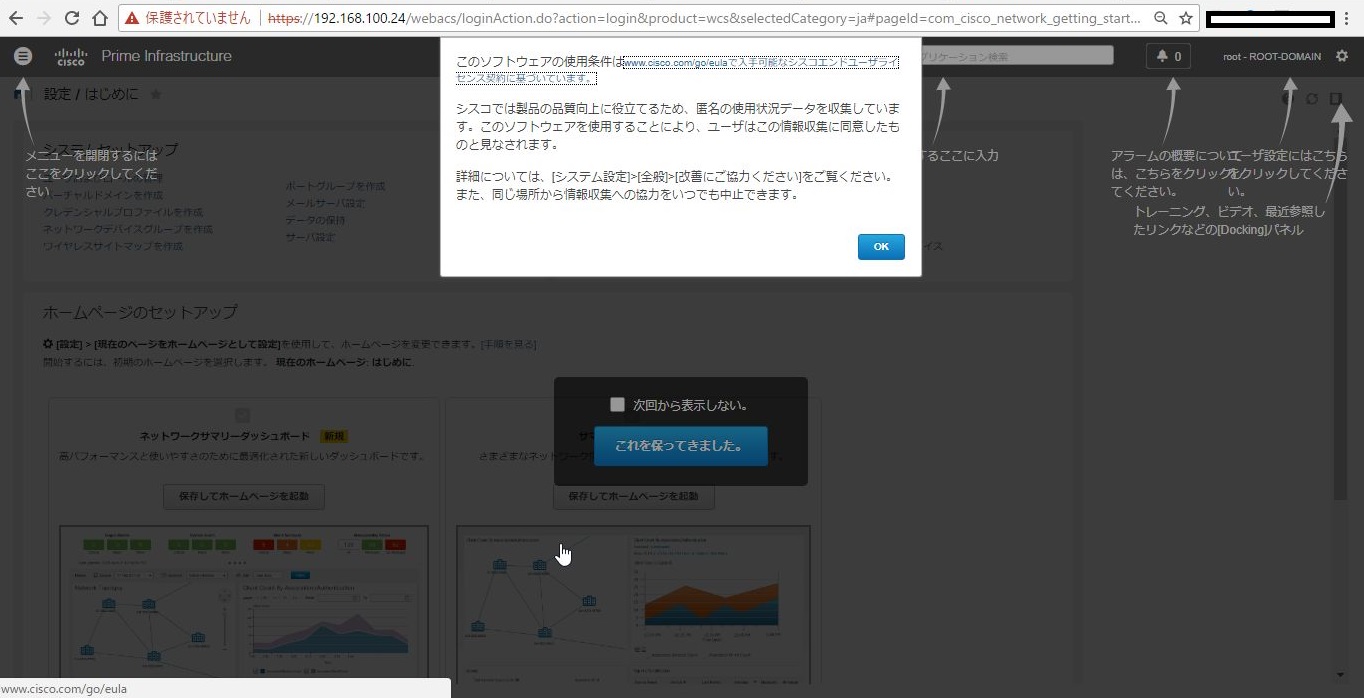 保護されていません
https://192.168.100.24/webacs/loginAction.do?action=login&product=wcs&selectedCategory=ja#pageId=com_cisco_network_getting_start...
cisco
Prime Infrastructure
プリケーション検索
0
root - ROOT-DOMAIN
設定 / はじめに
このソフトウェアの使用条件はwww.cisco.com/go/eulaで入手可能なシスコエンドユーザライ
センス契約に基づいています。
シスコでは製品の品質向上に役立てるため、匿名の使用状況データを収集していま
す。このソフトウェアを使用することにより、ユーザはこの情報収集に同意したも
のと見なされます。
詳細については、[システム設定]>[全般]>[改善にご協力ください]をご覧ください。
また、同じ場所から情報収集への協力をいつでも中止できます。
OK
システムセットアップ
メニューを開閉するには
ここをクリックしてくだ
さい
ーチャルドメインを作成
クレデンシャルプロファイルを作成
ネットワークデバイスグループを作成
ワイヤレスサイトマップを作成
ポートグループを作成
メールサーバ設定
データの保持
サーバ設定
するここに入力
イス
アラームの概要につい
は、こちらをクリック
てください。
ユーザ設定にはこちら
をクリックしてくださ
い。
トレーニング、ビデオ、最近参照し
たリンクなどの[Docking]パネル
ホームページのセットアップ
[設定] > [現在のページをホームページとして設定]を使用して、ホームページを変更できます。[手順を見る]
開始するには、初期のホームページを選択します。 現在のホームページ: はじめに
次回から表示しない。
これを保ってきました。
ネットワークサマリーダッシュボード 新規
高パフォーマンスと使いやすさのために最適化された新しいダッシュボードです。
保存してホームページを起動
サマ
さまざまなネットワーク
す。
保存してホームページを起動
www.cisco.com/go/eula